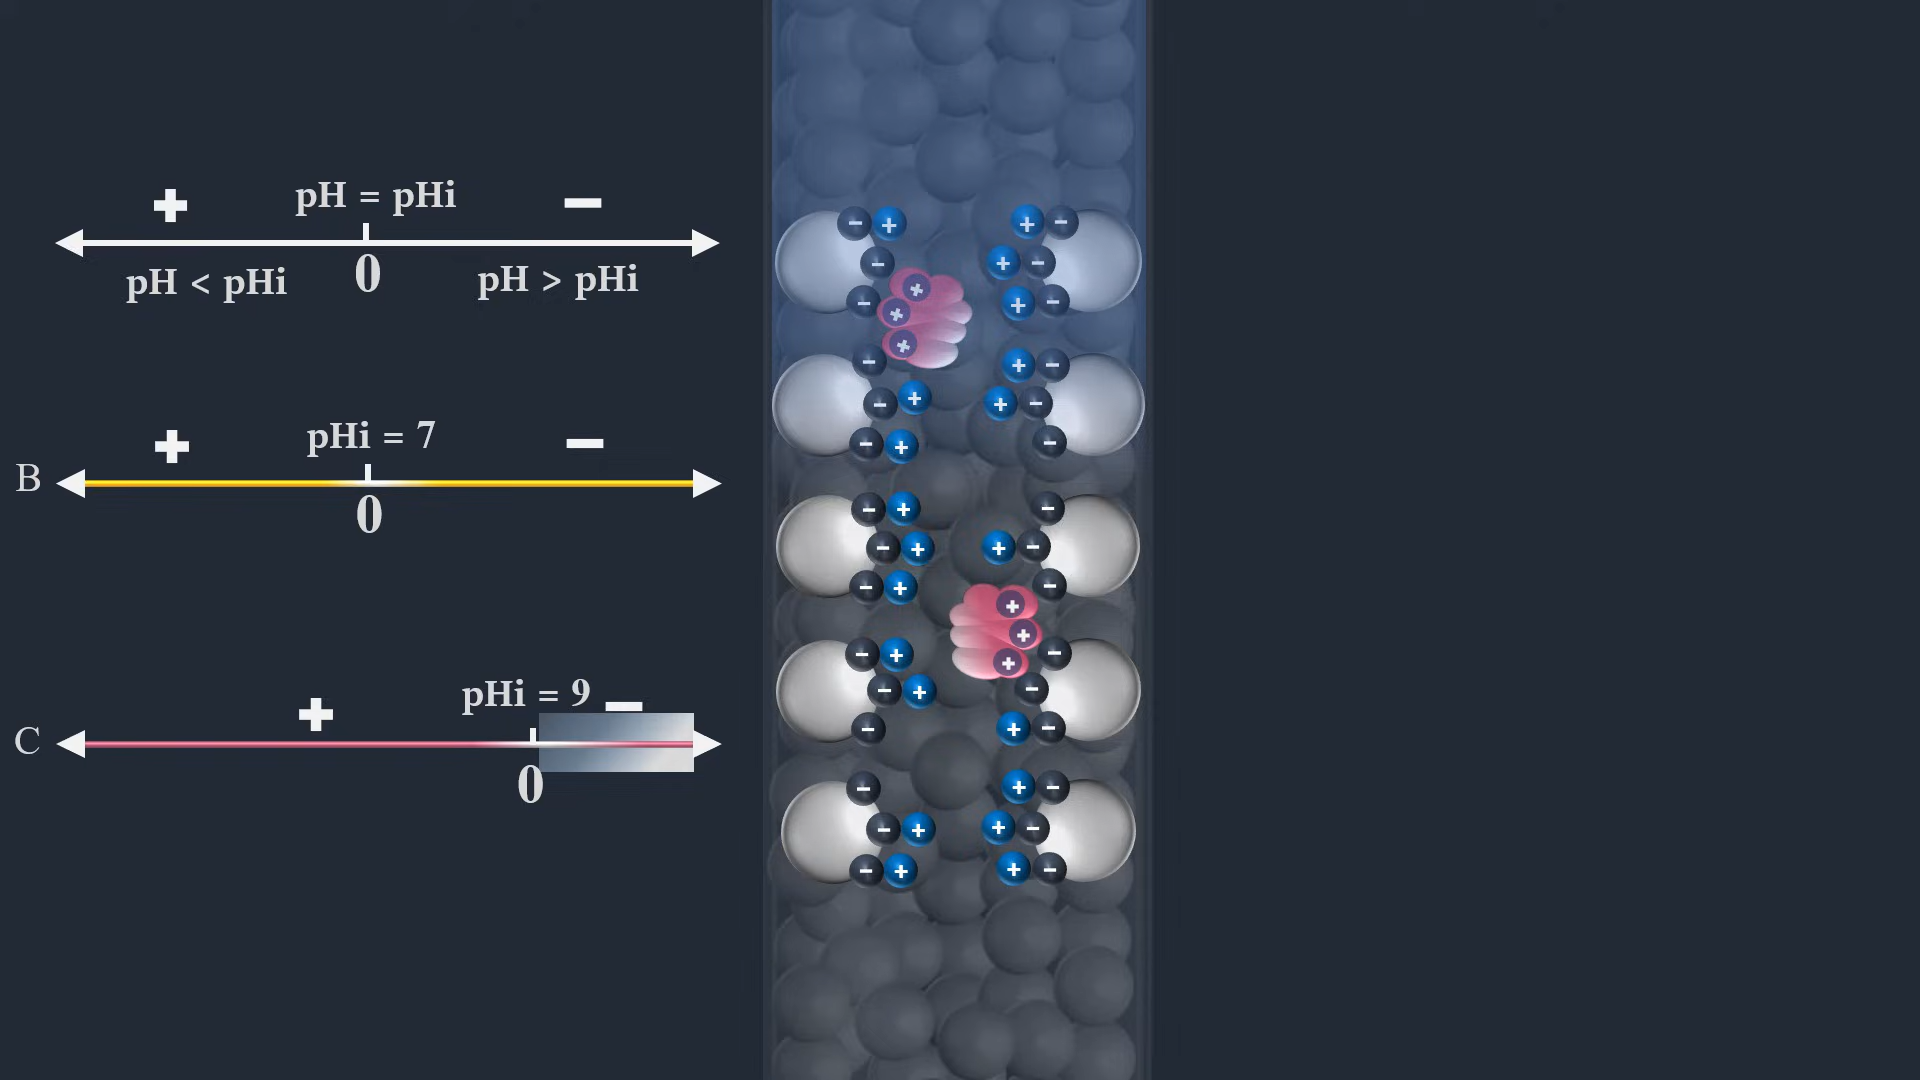 + pH = pHi −
pH < pHi 0 pH > pHi
+ pHi = 7 −
B
0
+ pHi = 9 −
C
0